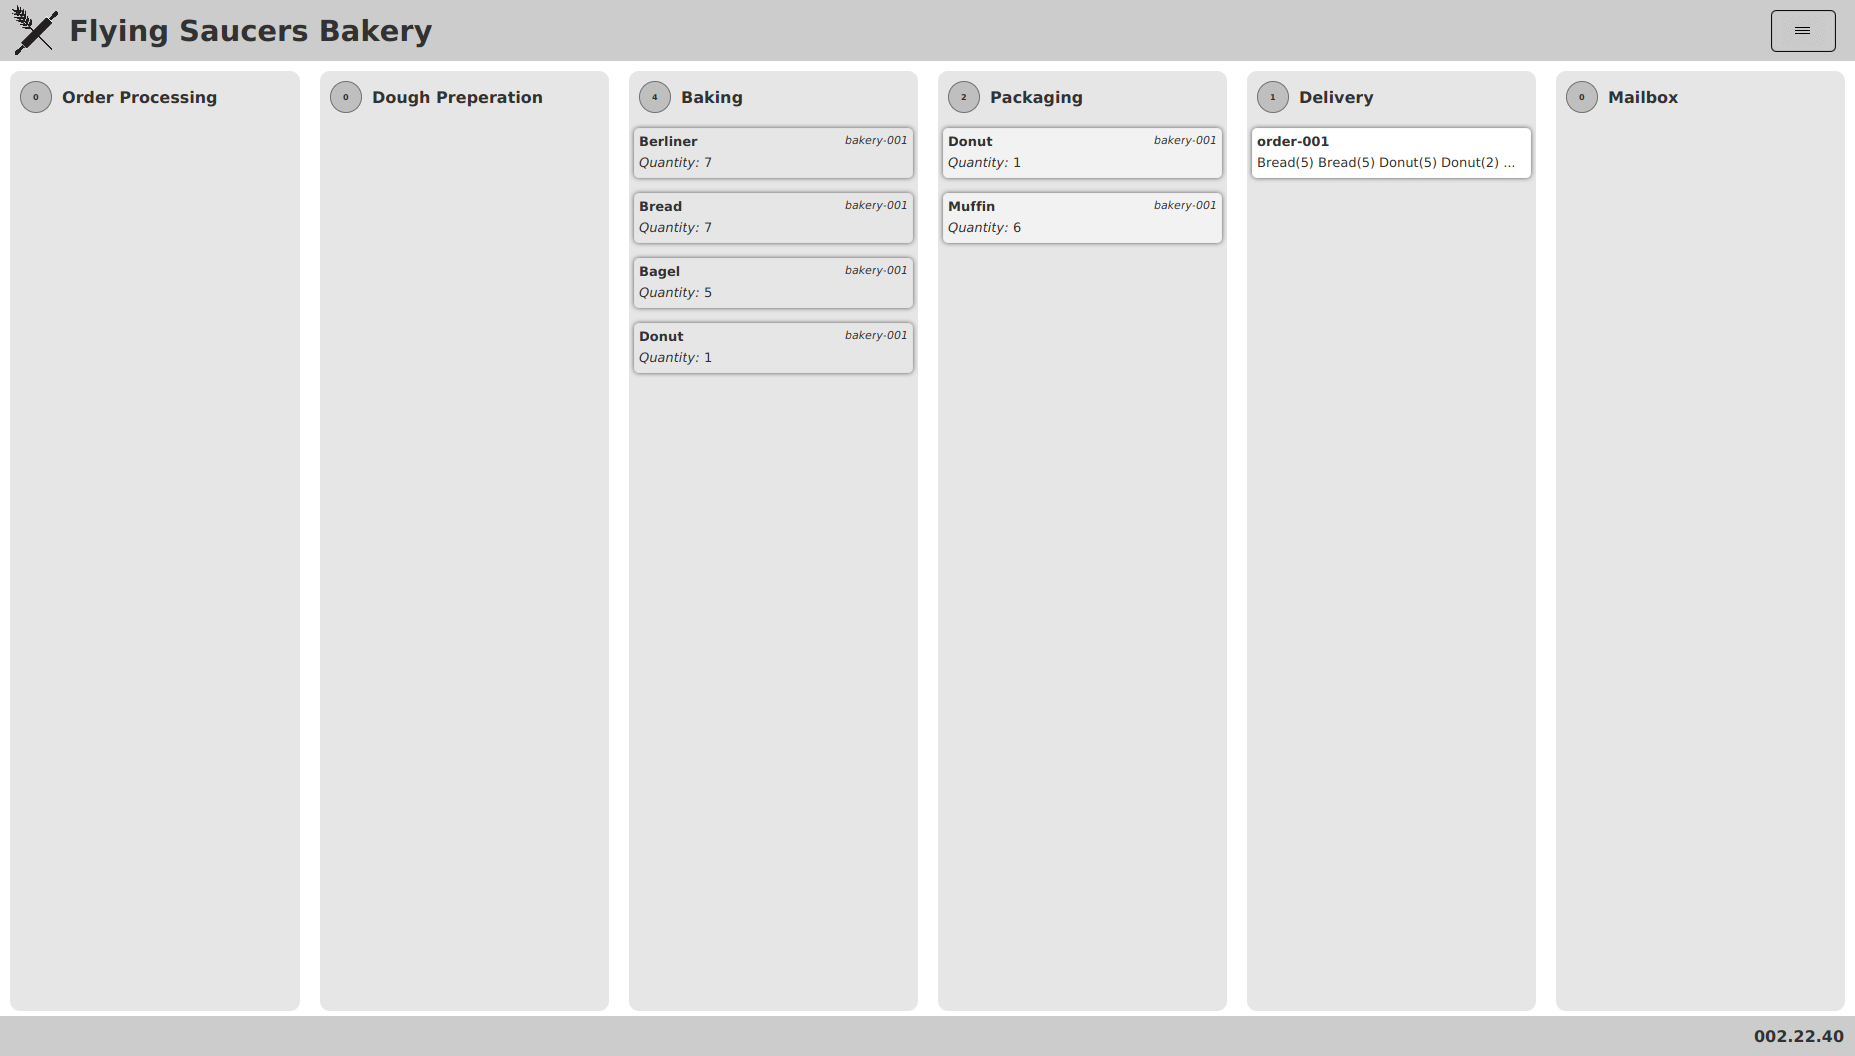 Flying Saucers Bakery
0 Order Processing
0 Dough Preperation
4 Baking
Berliner bakery-001
Quantity: 7
Bread bakery-001
Quantity: 7
Bagel bakery-001
Quantity: 5
Donut bakery-001
Quantity: 1
2 Packaging
Donut bakery-001
Quantity: 1
Muffin bakery-001
Quantity: 6
1 Delivery
order-001
Bread(5) Bread(5) Donut(5) Donut(2) ...
0 Mailbox
002.22.40